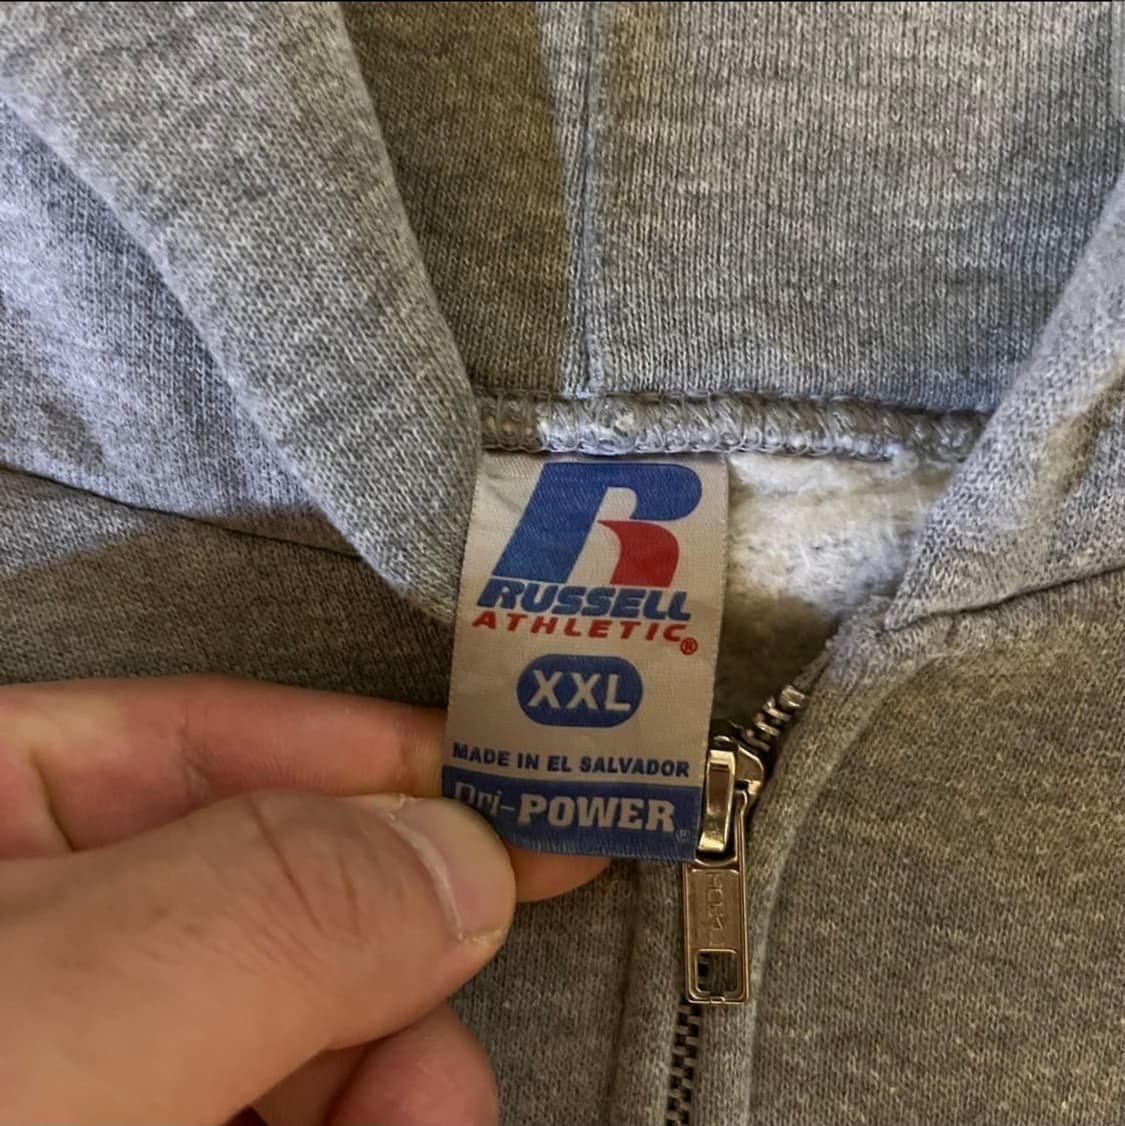 RUSSELL
ATHLETIC®
XXL
MADE IN EL SALVADOR
Dri-POWER®